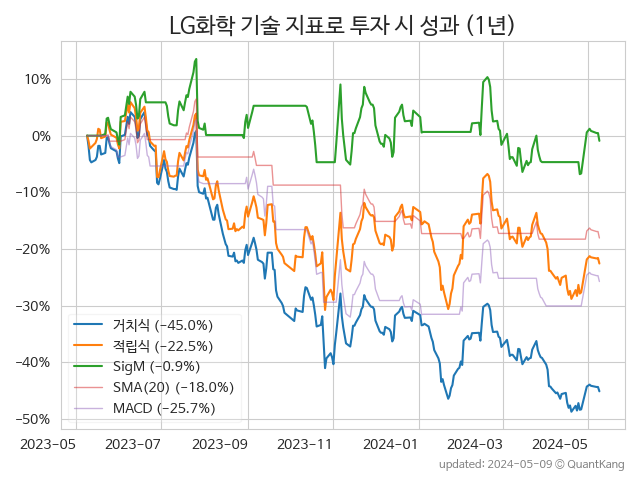 LG화학 기술 지표로 투자 시 성과 (1년)
10%
0%
−10%
−20%
−30%
−40%
−50%
거치식 (−45.0%)
적립식 (−22.5%)
SigM (−0.9%)
SMA(20) (−18.0%)
MACD (−25.7%)
2023-05 2023-07 2023-09 2023-11 2024-01 2024-03 2024-05
updated: 2024-05-09 © QuantKang